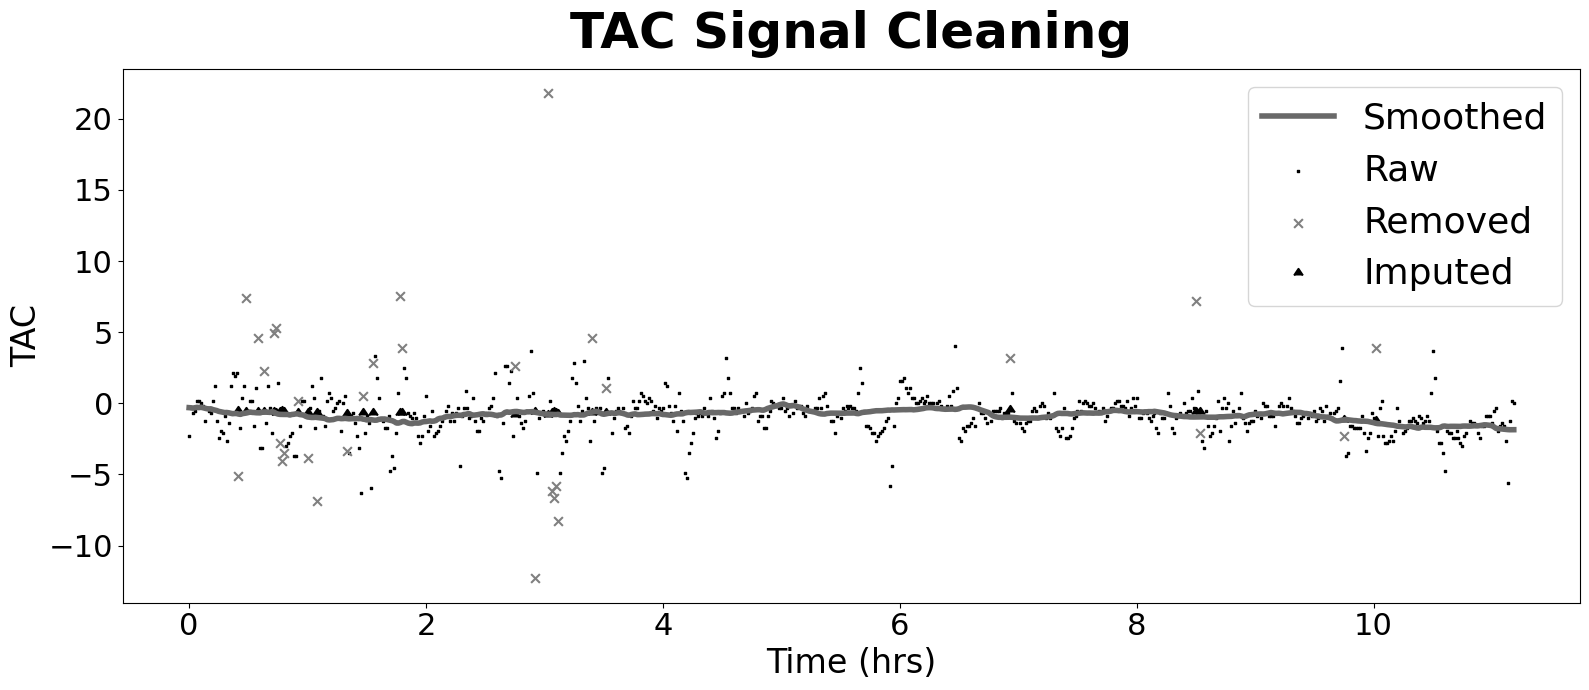 TAC Signal Cleaning
Smoothed
Raw
Removed
Imputed
TAC
20
15
10
5
0
−5
−10
0 2 4 6 8 10
Time (hrs)